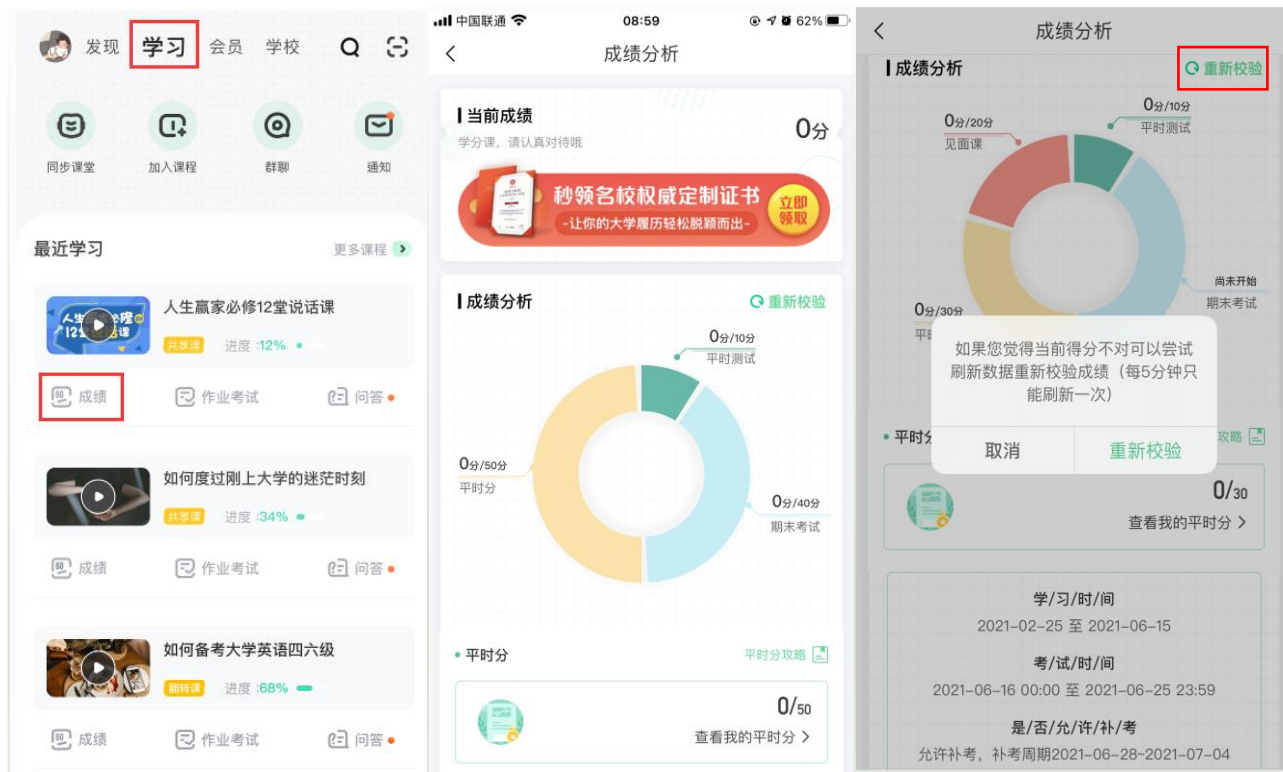 发现 学习 会员 学校
同步课堂 加入课程 群聊 通知
最近学习 更多课程
人生赢家必修12堂说话课
共享课 进度 :12%
成绩 作业考试 问答
如何度过刚上大学的迷茫时刻
共享课 进度 :34%
成绩 作业考试 问答
如何备考大学英语四六级
翻转课 进度 :68%
成绩 作业考试 问答
中国联通 08:59 62%
成绩分析
当前成绩
学分课，请认真对待哦
0分
秒领名校权威定制证书
-让你的大学履历轻松脱颖而出-
立即
领取
成绩分析 重新校验
0分/10分
平时测试
0分/50分
平时分
0分/40分
期末考试
平时分 平时分攻略
0/50
查看我的平时分
成绩分析
成绩分析 重新校验
0分/10分
平时测试
0分/20分
见面课
尚未开始
期末考试
0分/30分
如果您觉得当前得分不对可以尝试
刷新数据重新校验成绩（每5分钟只
能刷新一次）
取消 重新校验
平时分 攻略
0/30
查看我的平时分
学/习/时/间
2021-02-25 至 2021-06-15
考/试/时/间
2021-06-16 00:00 至 2021-06-25 23:59
是/否/允/许/补/考
允许补考，补考周期2021-06-28~2021-07-04